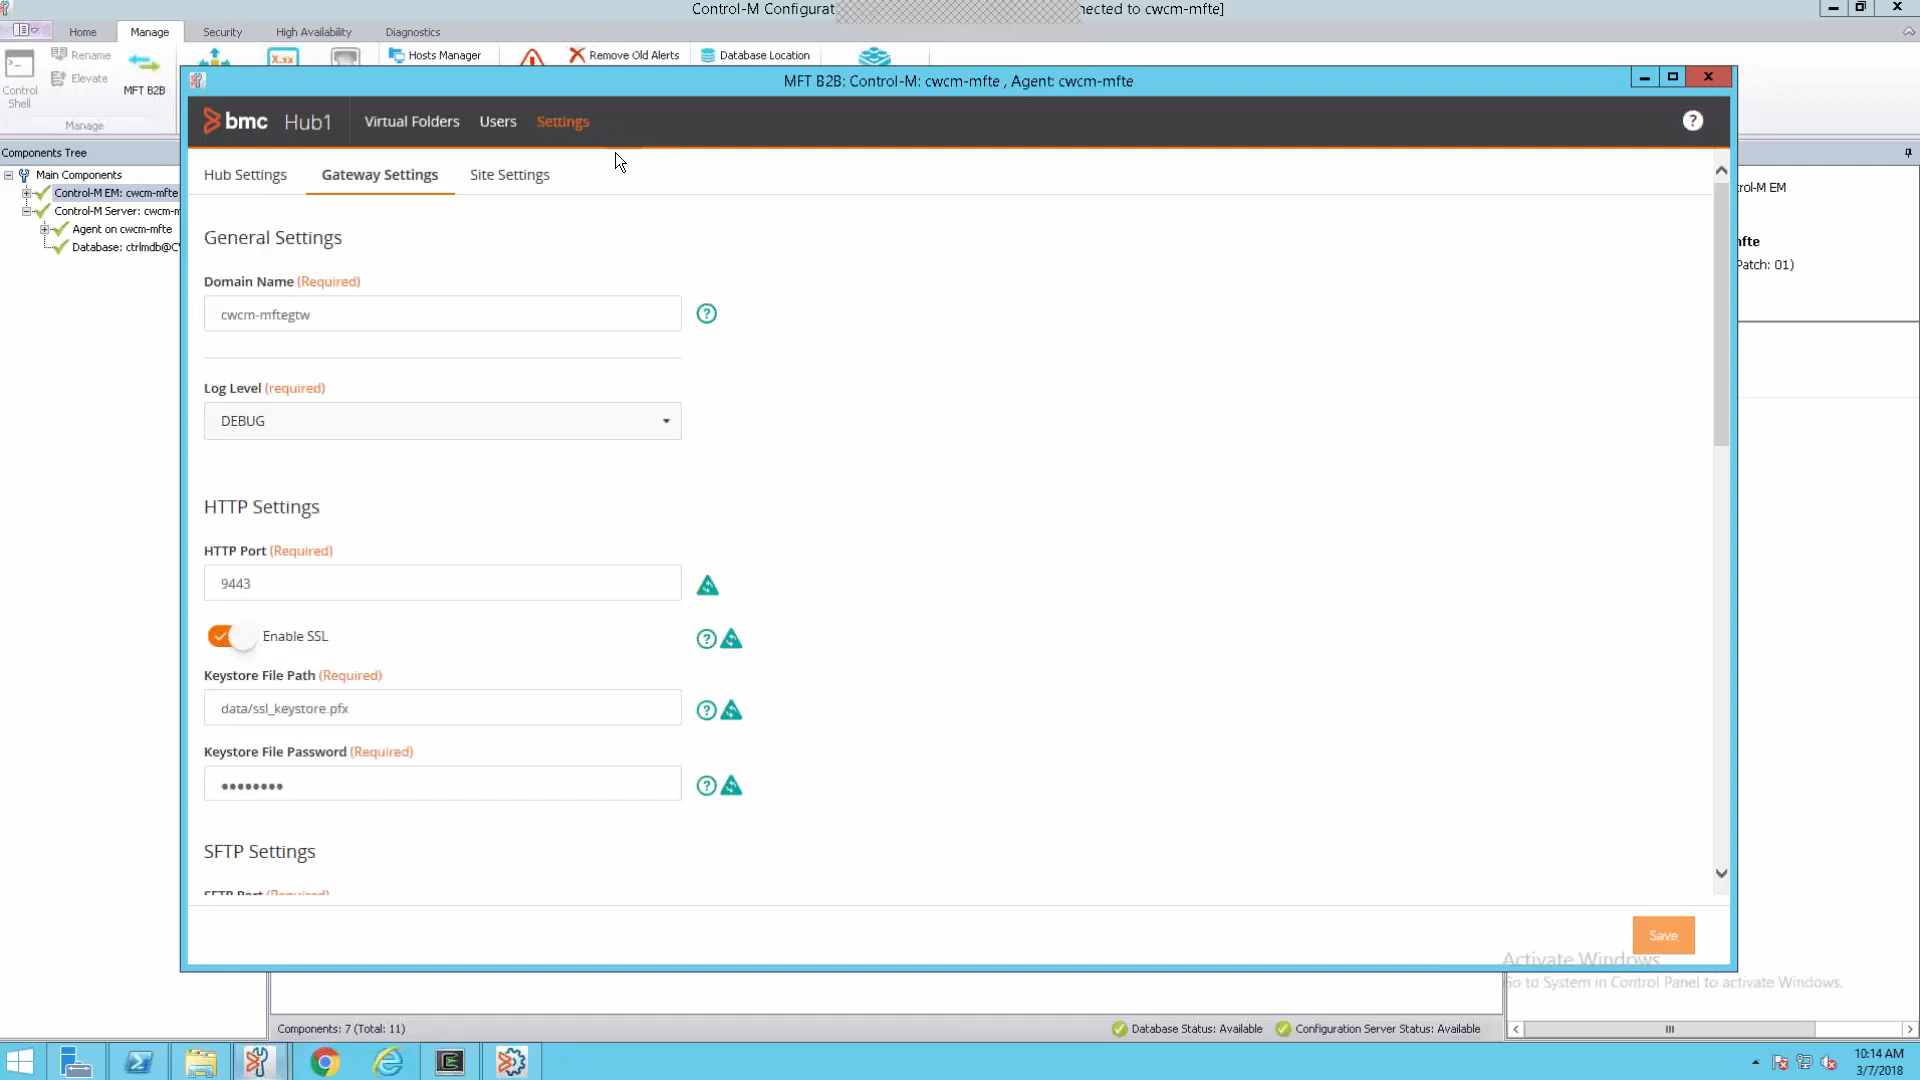 Control-M Configurat
nected to cwcm-mfte]
Home
Manage
Security
High Availability
Diagnostics
Rename
Elevate
Control
Shell
MFT B2B
x.xx
Hosts Manager
Remove Old Alerts
Database Location
Manage
Components Tree
Main Components
Control-M EM: cwcm-mfte
Control-M Server: cwcm-m
Agent on cwcm-mfte
Database: ctrlmdb@C
MFT B2B: Control-M: cwcm-mfte , Agent: cwcm-mfte
bmc Hub1
Virtual Folders
Users
Settings
?
Hub Settings
Gateway Settings
Site Settings
General Settings
Domain Name (Required)
cwcm-mftegtw
?
Log Level (required)
DEBUG
HTTP Settings
HTTP Port (Required)
9443
Enable SSL
?
Keystore File Path (Required)
data/ssl_keystore.pfx
?
Keystore File Password (Required)
••••••••
?
SFTP Settings
SFTP Port (Required)
Save
rol-M EM
fte
Patch: 01)
Activate Windows
Go to System in Control Panel to activate Windows.
Components: 7 (Total: 11)
Database Status: Available
Configuration Server Status: Available
10:14 AM
3/7/2018